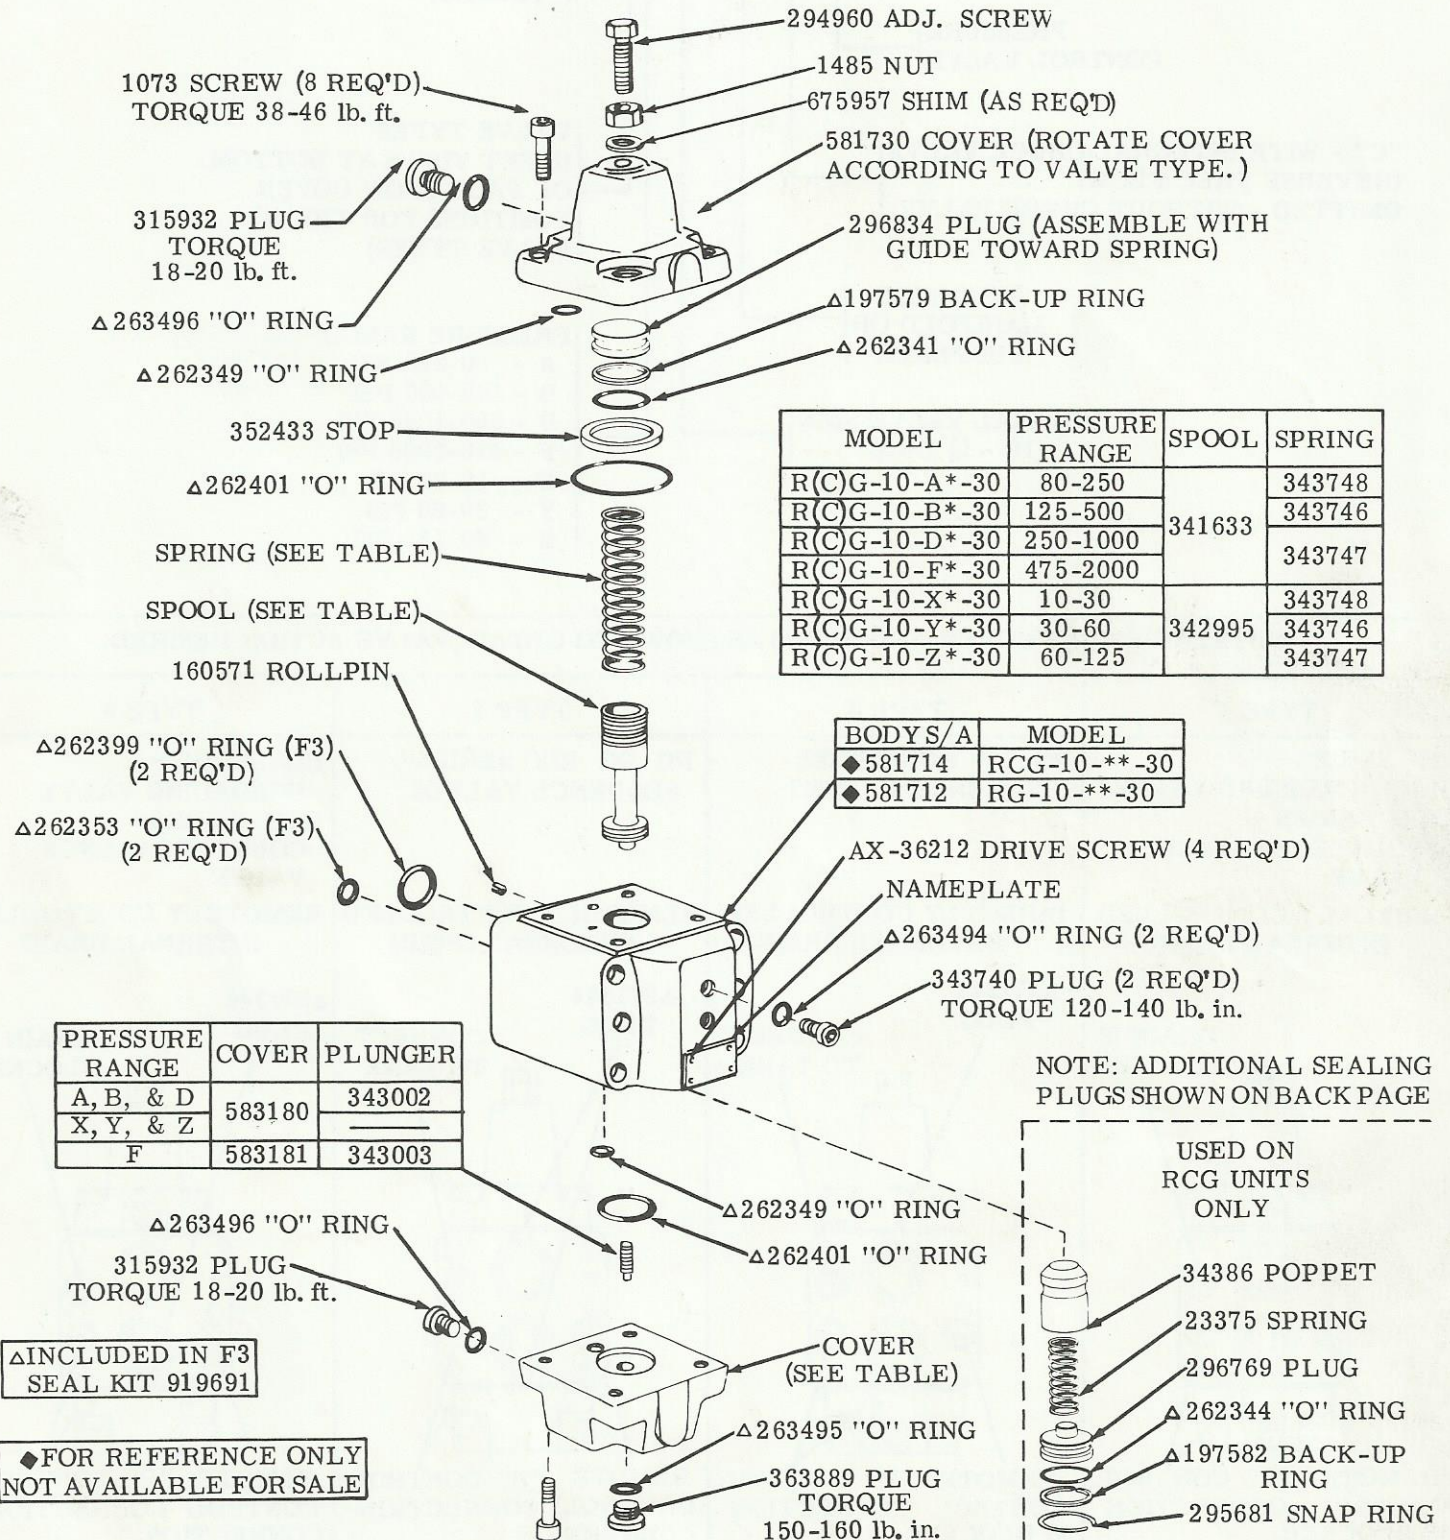 294960 ADJ. SCREW
1485 NUT
675957 SHIM (AS REQ'D)
581730 COVER (ROTATE COVER
ACCORDING TO VALVE TYPE.)
296834 PLUG (ASSEMBLE WITH
GUIDE TOWARD SPRING)
△197579 BACK-UP RING
△262341 "O" RING
1073 SCREW (8 REQ'D)
TORQUE 38-46 lb. ft.
315932 PLUG
TORQUE
18-20 lb. ft.
△263496 "O" RING
△262349 "O" RING
352433 STOP
△262401 "O" RING
SPRING (SEE TABLE)
SPOOL (SEE TABLE)
160571 ROLLPIN
△262399 "O" RING (F3)
(2 REQ'D)
△262353 "O" RING (F3)
(2 REQ'D)
MODEL PRESSURE RANGE SPOOL SPRING
R(C)G-10-A*-30 80-250 341633 343748
R(C)G-10-B*-30 125-500 343746
R(C)G-10-D*-30 250-1000 343747
R(C)G-10-F*-30 475-2000
R(C)G-10-X*-30 10-30 342995 343748
R(C)G-10-Y*-30 30-60 343746
R(C)G-10-Z*-30 60-125 343747
BODY S/A MODEL
◆581714 RCG-10-**-30
◆581712 RG-10-**-30
AX-36212 DRIVE SCREW (4 REQ'D)
NAMEPLATE
△263494 "O" RING (2 REQ'D)
343740 PLUG (2 REQ'D)
TORQUE 120-140 lb. in.
NOTE: ADDITIONAL SEALING
PLUGS SHOWN ON BACK PAGE
PRESSURE RANGE COVER PLUNGER
A, B, & D 583180 343002
X, Y, & Z ———
F 583181 343003
△262349 "O" RING
△262401 "O" RING
△263496 "O" RING
315932 PLUG
TORQUE 18-20 lb. ft.
COVER
(SEE TABLE)
△263495 "O" RING
363889 PLUG
TORQUE
150-160 lb. in.
△INCLUDED IN F3
SEAL KIT 919691
◆FOR REFERENCE ONLY
NOT AVAILABLE FOR SALE
USED ON
RCG UNITS
ONLY
34386 POPPET
23375 SPRING
296769 PLUG
△262344 "O" RING
△197582 BACK-UP
RING
295681 SNAP RING